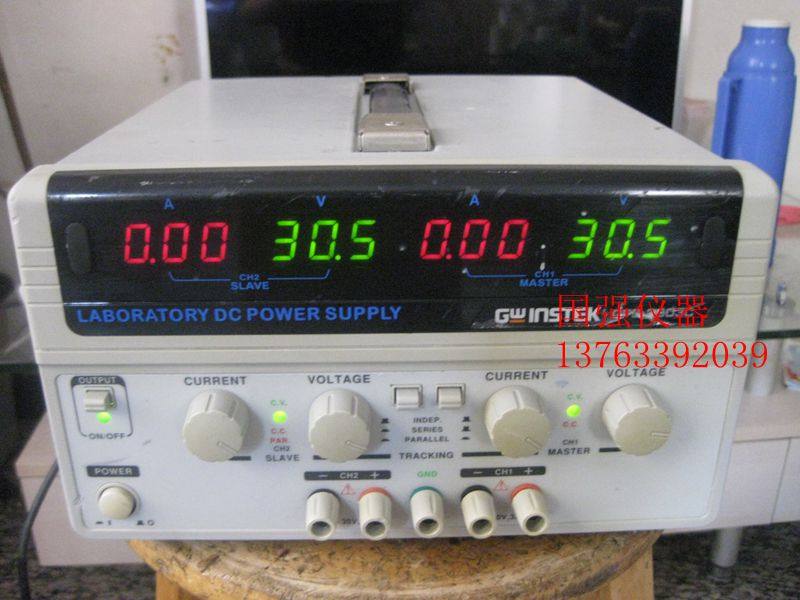 A V A V
0.00 30.5 0.00 30.5
CH2 SLAVE CH1 MASTER
LABORATORY DC POWER SUPPLY GW INSTEK
国强仪器
13763392039
OUTPUT
ON/OFF
CURRENT VOLTAGE CURRENT VOLTAGE
C.V. C.V.
C.C. C.C.
PAR.
CH2 SLAVE
INDEP.
SERIES
PARALLEL
TRACKING
CH1 MASTER
POWER
− CH2 + GND − CH1 +